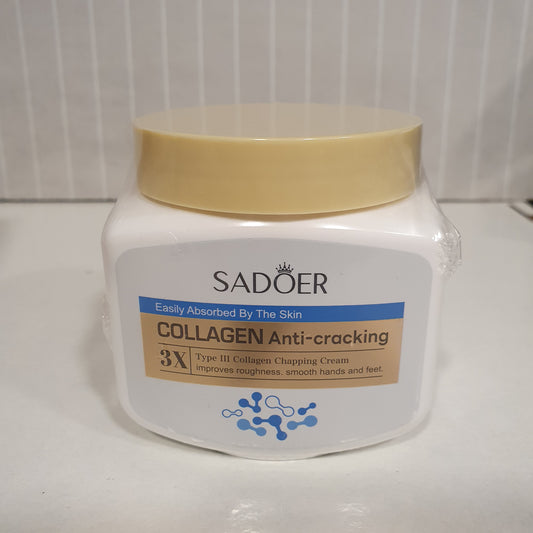 SADOER
Easily Absorbed By The Skin
COLLAGEN Anti-cracking
3X
Type III Collagen Chapping Cream
improves roughness. smooth hands and feet.